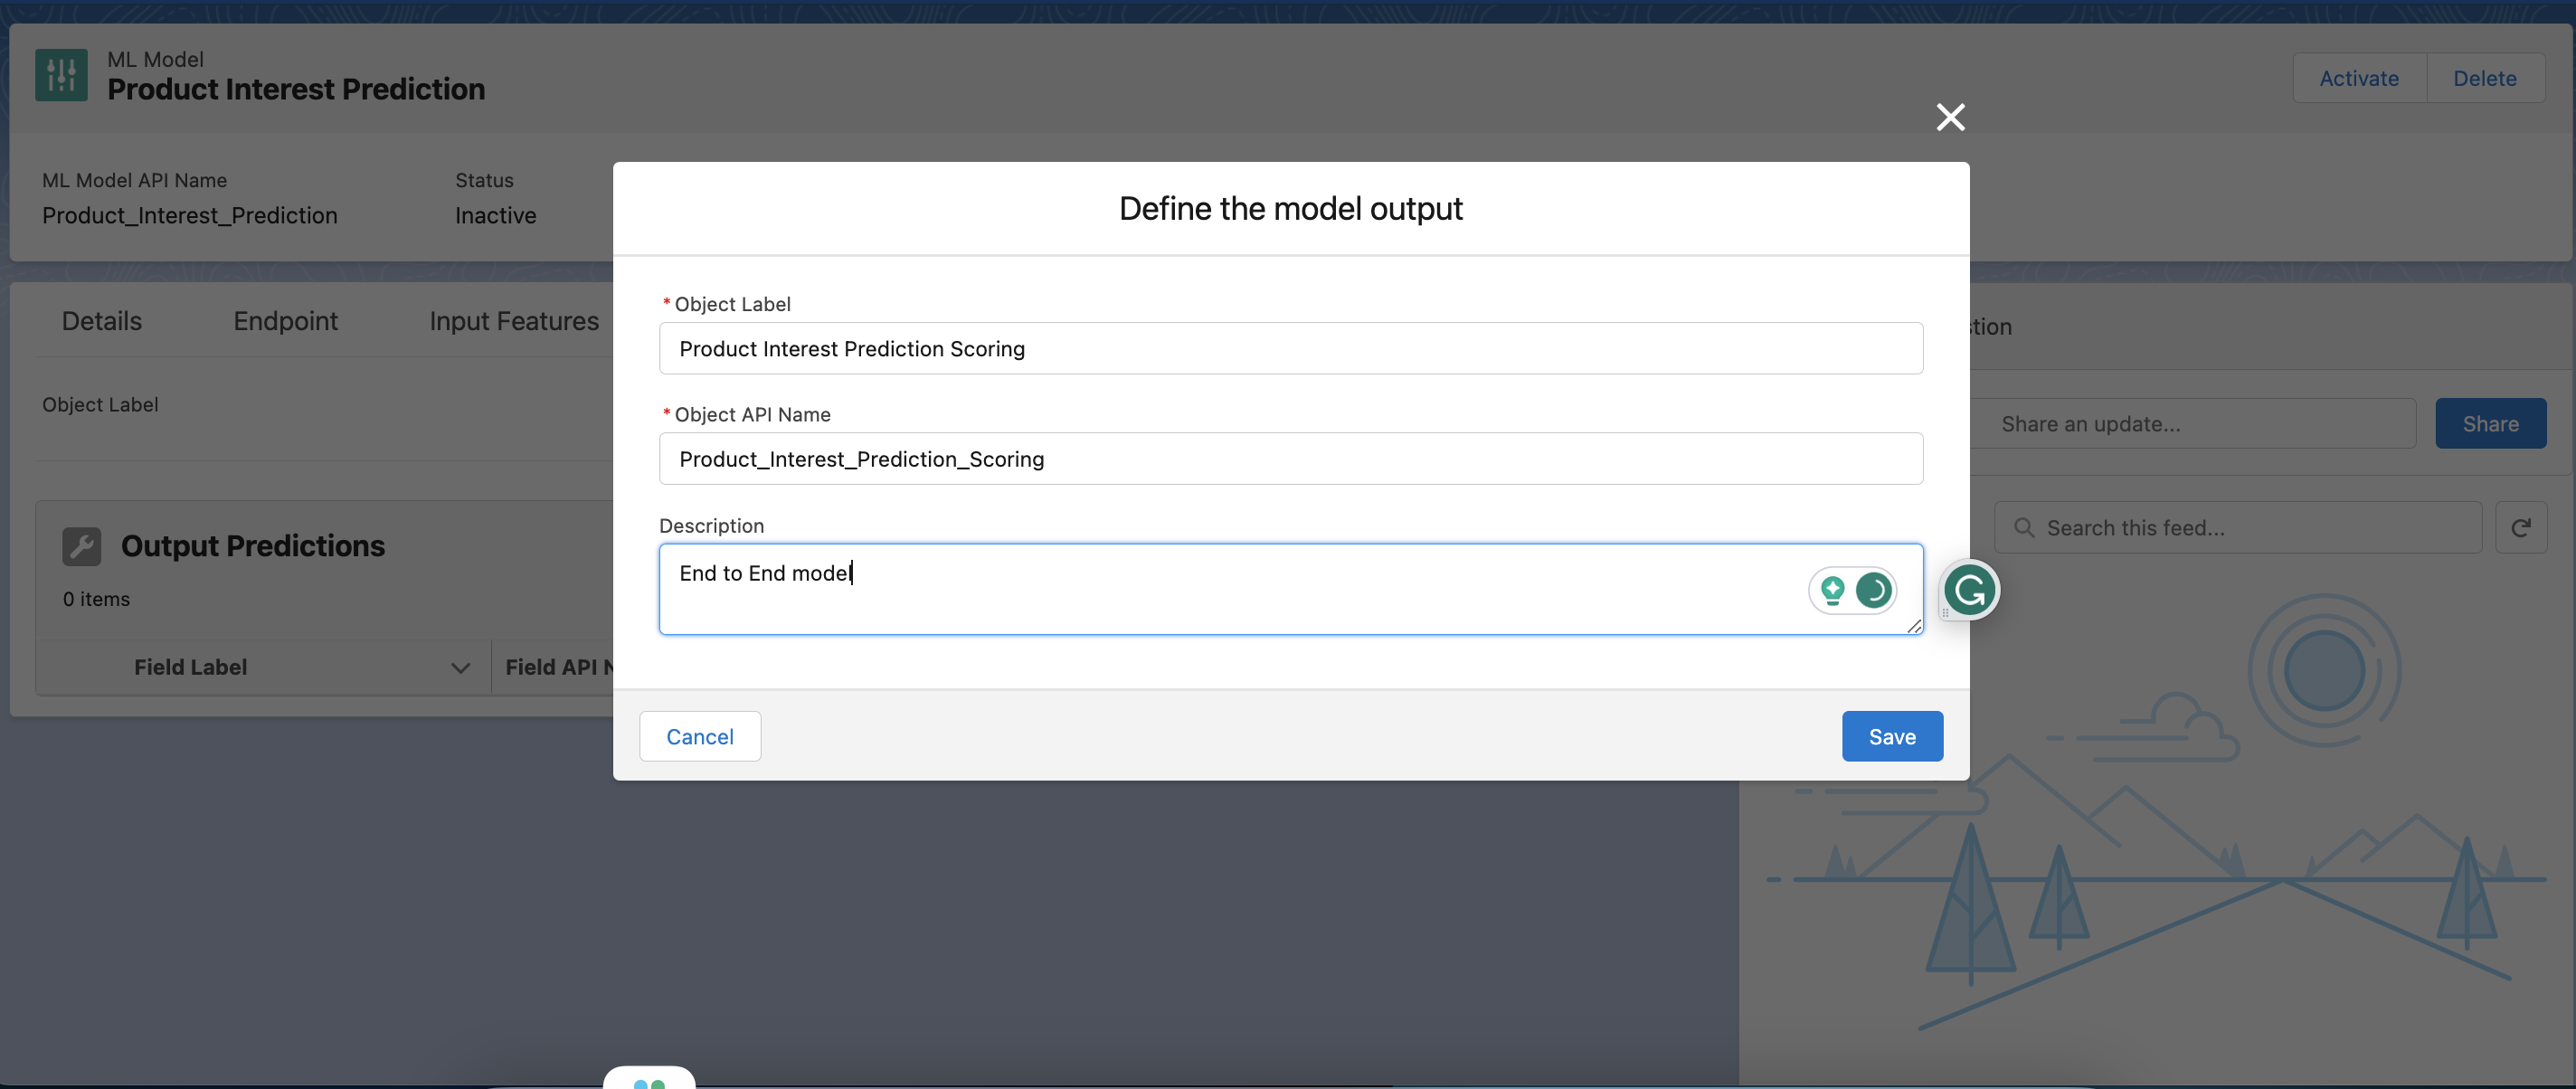 ML Model
Product Interest Prediction
Activate
Delete
ML Model API Name
Status
Product_Interest_Prediction
Inactive
Define the model output
* Object Label
Product Interest Prediction Scoring
* Object API Name
Product_Interest_Prediction_Scoring
Description
End to End model
Cancel
Save
Details
Endpoint
Input Features
Object Label
Output Predictions
0 items
Field Label
Field API
Share an update...
Share
Search this feed...